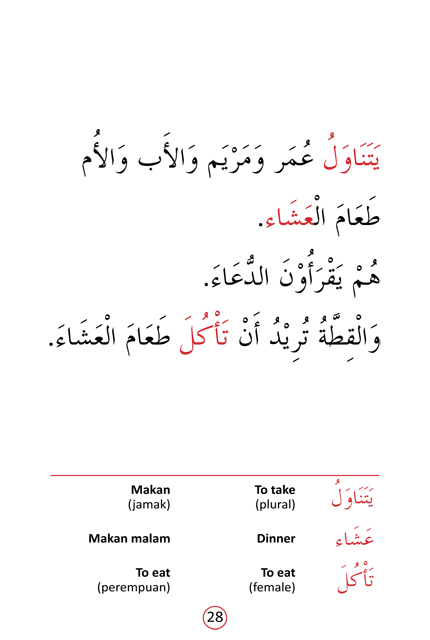 يَتَنَاوَلُ عُمَر وَمَرْيَم وَالأَب وَالأُم
طَعَامَ الْعَشَاء.
هُمْ يَقْرَأُوْنَ الدُّعَاءَ.
وَالْقِطَّةُ تُرِيْدُ أَنْ تَأْكُلَ طَعَامَ الْعَشَاءَ.
يَتَنَاوَلُ To take Makan
(plural) (jamak)
عَشَاء Dinner Makan malam
تَأْكُلَ To eat To eat
(female) (perempuan)
28